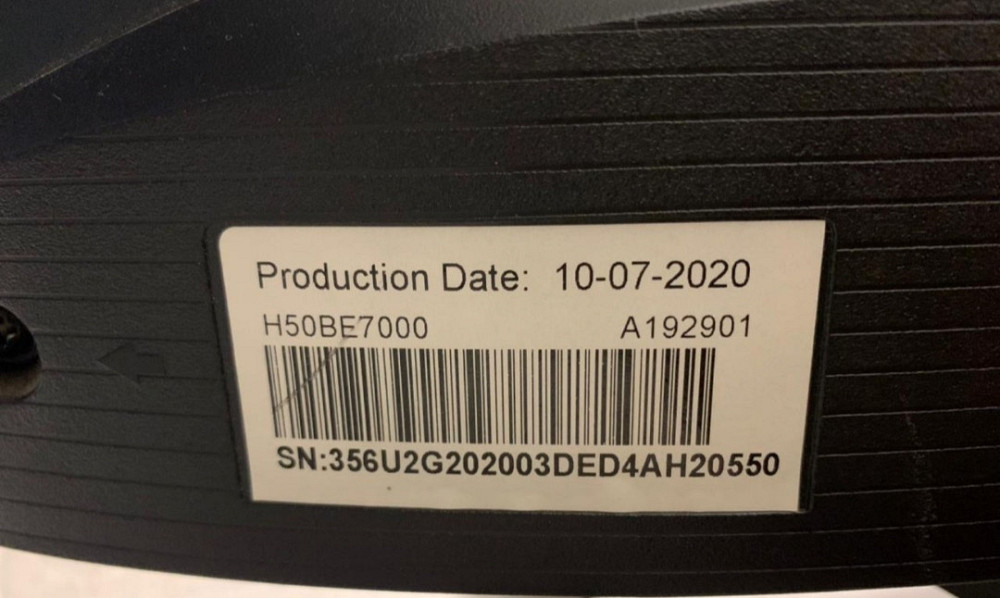 Production Date: 10-07-2020
H50BE7000 A192901
SN:356U2G202003DED4AH20550